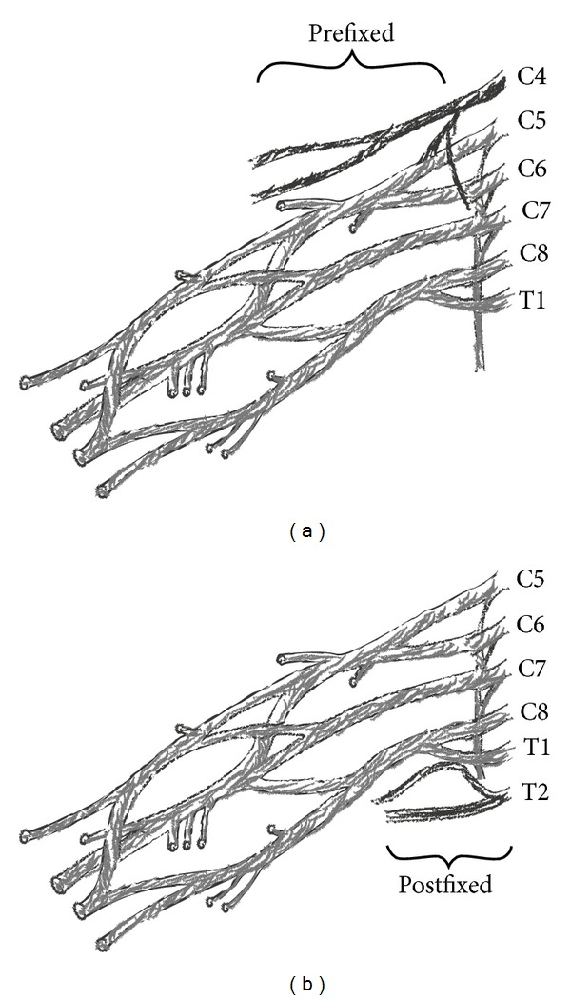 Prefixed
C4
C5
C6
C7
C8
T1
(a)
C5
C6
C7
C8
T1
T2
Postfixed
(b)